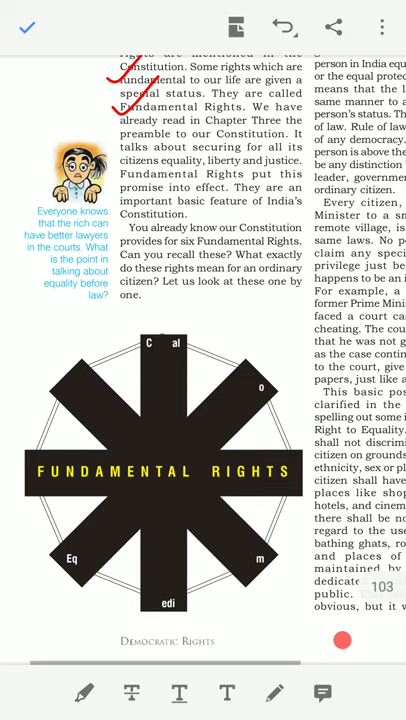 rights are mentioned in the
Constitution. Some rights which are
fundamental to our life are given a
special status. They are called
Fundamental Rights. We have
already read in Chapter Three the
preamble to our Constitution. It
talks about securing for all its
citizens equality, liberty and justice.
Fundamental Rights put this
promise into effect. They are an
important basic feature of India's
Constitution.
You already know our Constitution
provides for six Fundamental Rights.
Can you recall these? What exactly
do these rights mean for an ordinary
citizen? Let us look at these one by
one.
Everyone knows
that the rich can
have better lawyers
in the courts. What
is the point in
talking about
equality before
law?
C al
o
FUNDAMENTAL RIGHTS
Eq
m
edi
DEMOCRATIC RIGHTS
person in India equ
or the equal protec
means that the l
same manner to a
person's status. Th
of law. Rule of law
of any democracy.
person is above the
be any distinction
leader, governmen
ordinary citizen.
Every citizen,
Minister to a sm
remote village, is
same laws. No pe
claim any speci
privilege just be
happens to be an i
For example, a
former Prime Minis
faced a court ca
cheating. The cou
that he was not g
as the case contin
to the court, give
papers, just like a
This basic pos
clarified in the
spelling out some i
Right to Equality.
shall not discrimi
citizen on grounds
ethnicity, sex or pl
citizen shall have
places like shop
hotels, and cinem
there shall be no
regard to the use
bathing ghats, ro
and places of
maintained by
dedicated
public.
obvious, but it w
103
T
T
T